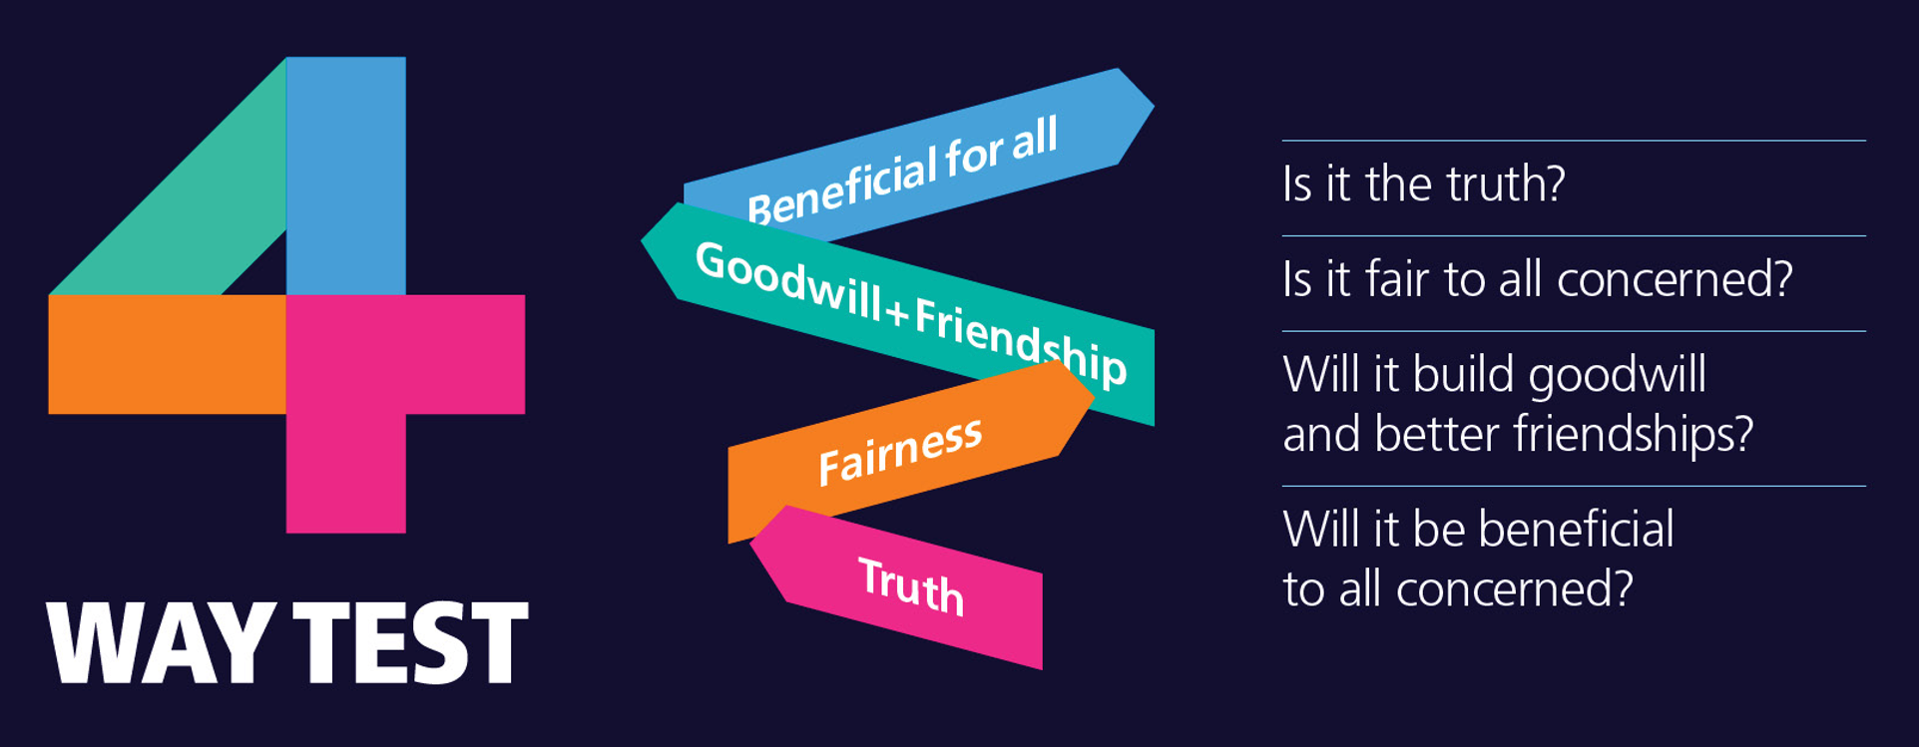 4
WAY TEST
Beneficial for all
Goodwill+Friendship
Fairness
Truth
Is it the truth?
Is it fair to all concerned?
Will it build goodwill
and better friendships?
Will it be beneficial
to all concerned?